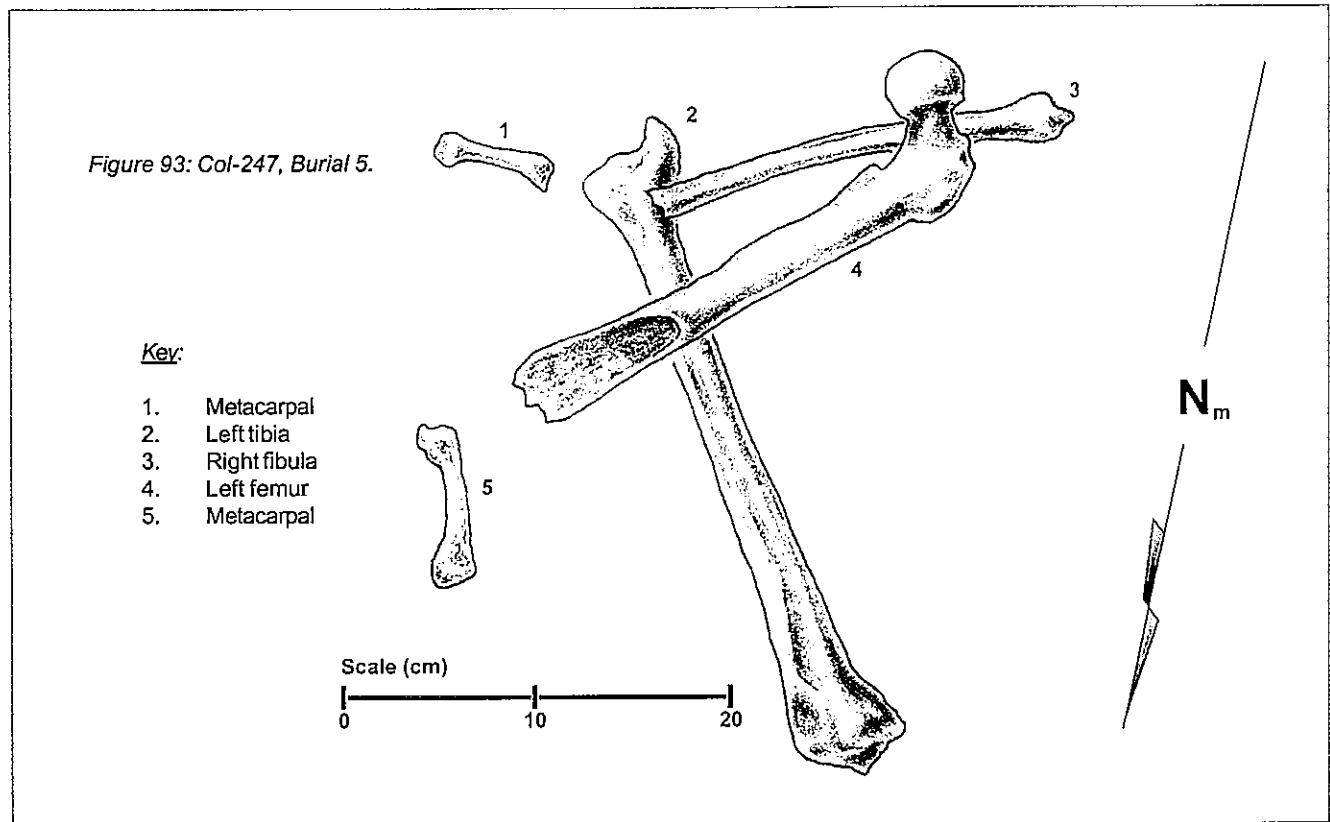 1
2
3
Figure 93: Col-247, Burial 5.
4
Key:
1. Metacarpal
2. Left tibia
3. Right fibula
4. Left femur
5. Metacarpal
5
Nm
Scale (cm)
0 10 20